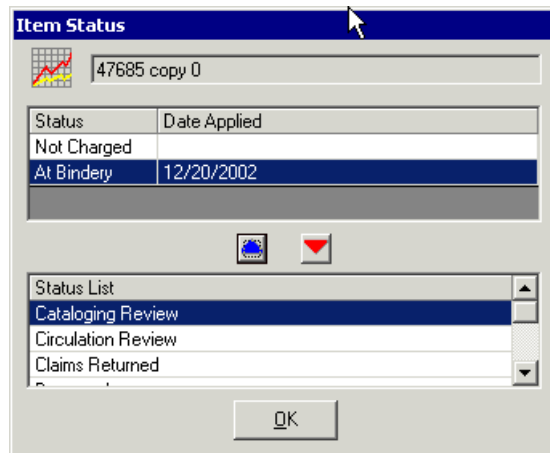 Item Status
47685 copy 0
Status Date Applied
Not Charged
At Bindery 12/20/2002
Status List
Cataloging Review
Circulation Review
Claims Returned
OK